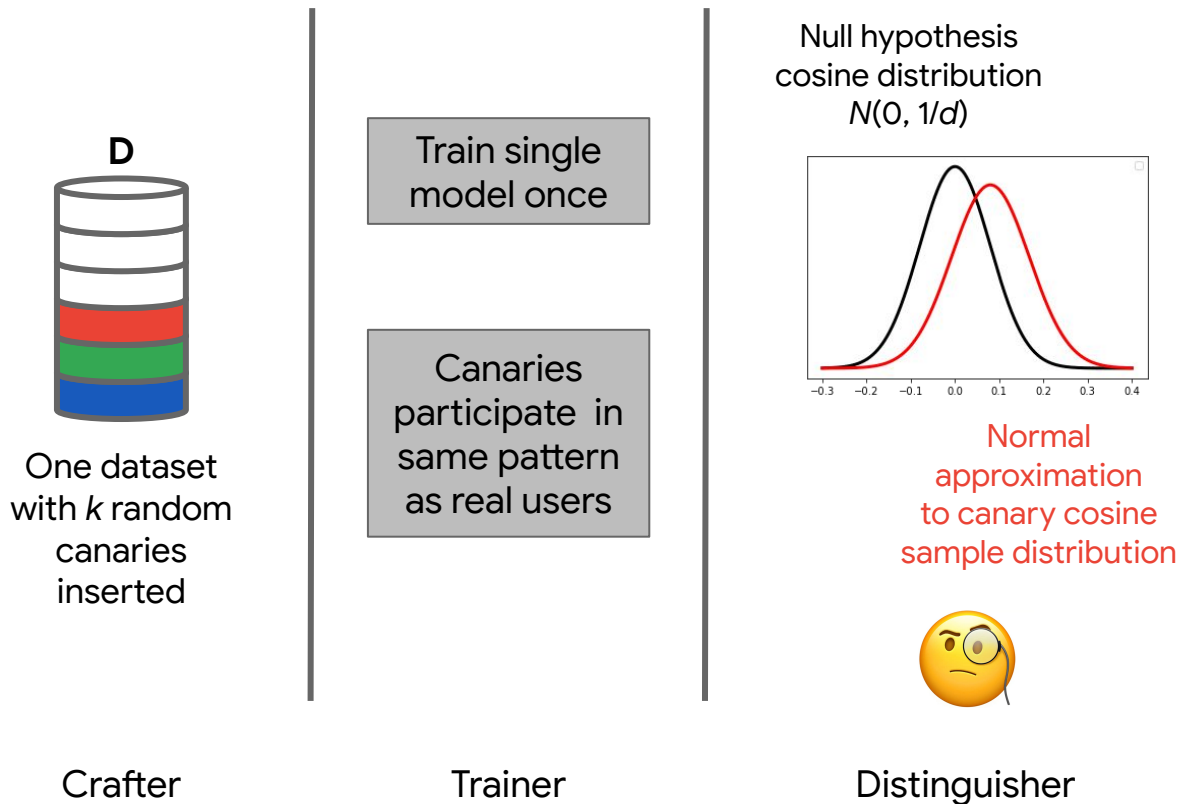 D
One dataset
with k random
canaries
inserted
Crafter
Train single
model once
Canaries
participate in
same pattern
as real users
Trainer
Null hypothesis
cosine distribution
N(0, 1/d)
−0.3 −0.2 −0.1 0.0 0.1 0.2 0.3 0.4
Normal
approximation
to canary cosine
sample distribution
Distinguisher